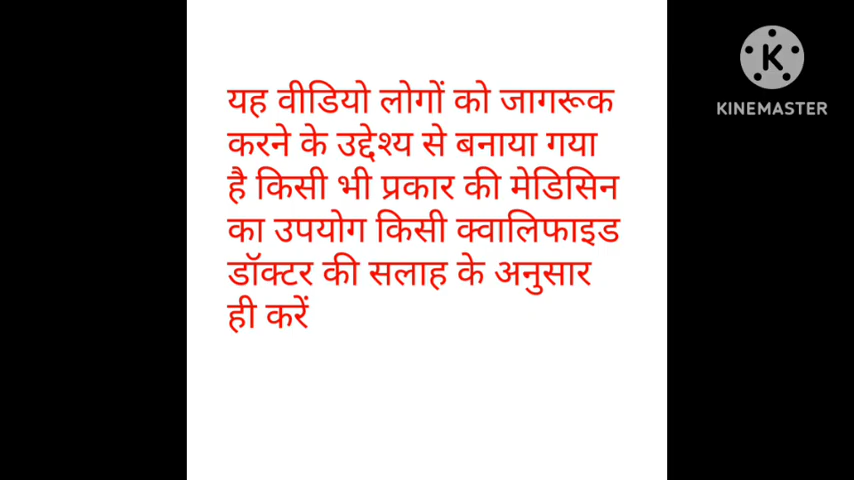 यह वीडियो लोगों को जागरूक
करने के उद्देश्य से बनाया गया
है किसी भी प्रकार की मेडिसिन
का उपयोग किसी क्वालिफाइड
डॉक्टर की सलाह के अनुसार
ही करें
K
KINEMASTER